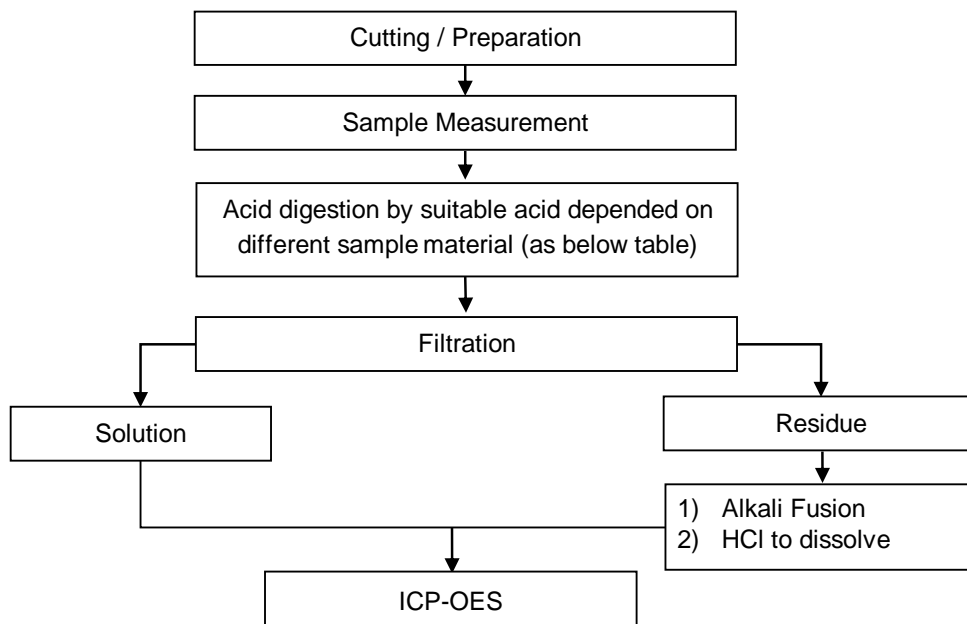 Cutting / Preparation
Sample Measurement
Acid digestion by suitable acid depended on
different sample material (as below table)
Filtration
Solution
Residue
1) Alkali Fusion
2) HCl to dissolve
ICP-OES